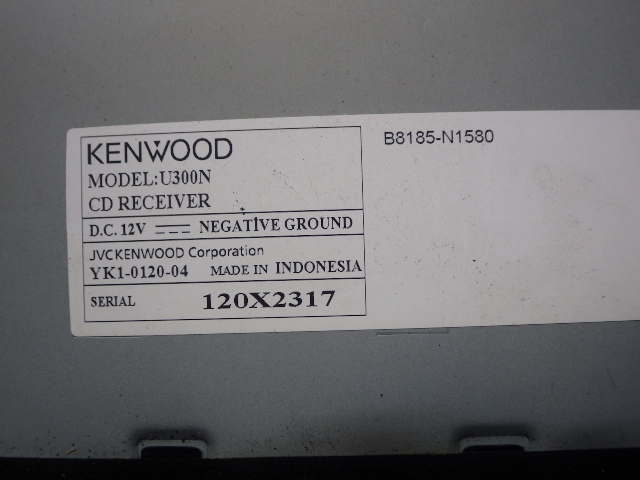 KENWOOD
MODEL:U300N
CD RECEIVER
D.C. 12V NEGATIVE GROUND
JVCKENWOOD Corporation
YK1-0120-04 MADE IN INDONESIA
SERIAL 120X2317
B8185-N1580